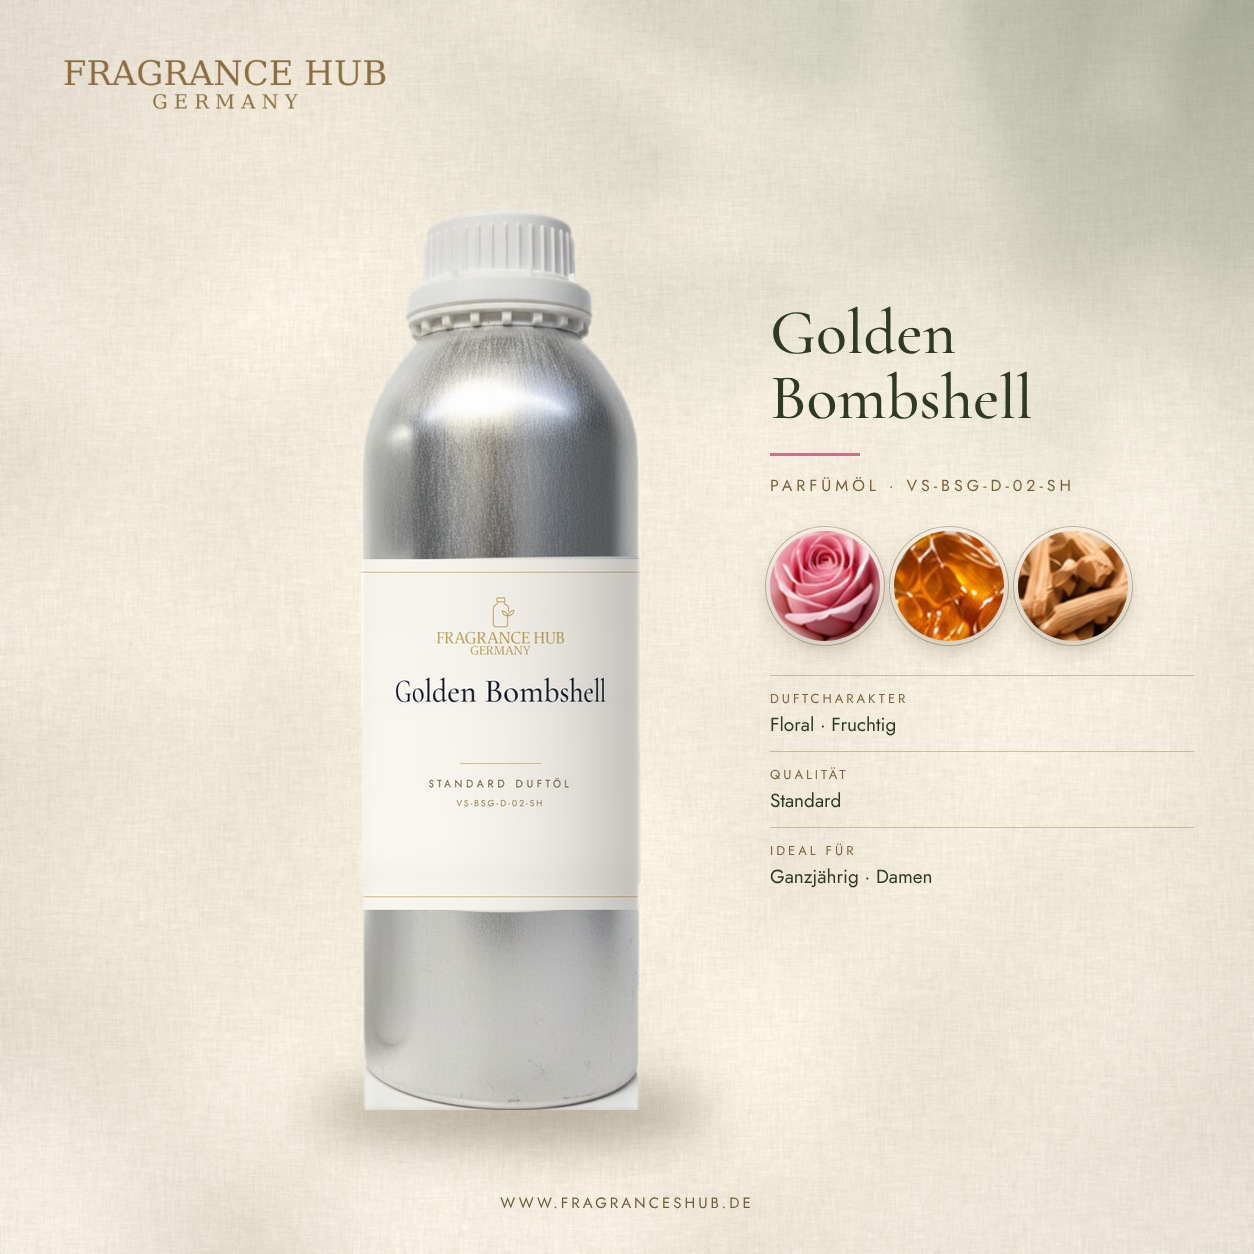 FRAGRANCE HUB
GERMANY
FRAGRANCE HUB
GERMANY
Golden Bombshell
STANDARD DUFTÖL
VS-BSG-D-02-SH
Golden
Bombshell
PARFÜMÖL · VS-BSG-D-02-SH
DUFTCHARAKTER
Floral · Fruchtig
QUALITÄT
Standard
IDEAL FÜR
Ganzjährig · Damen
WWW.FRAGRANCESHUB.DE